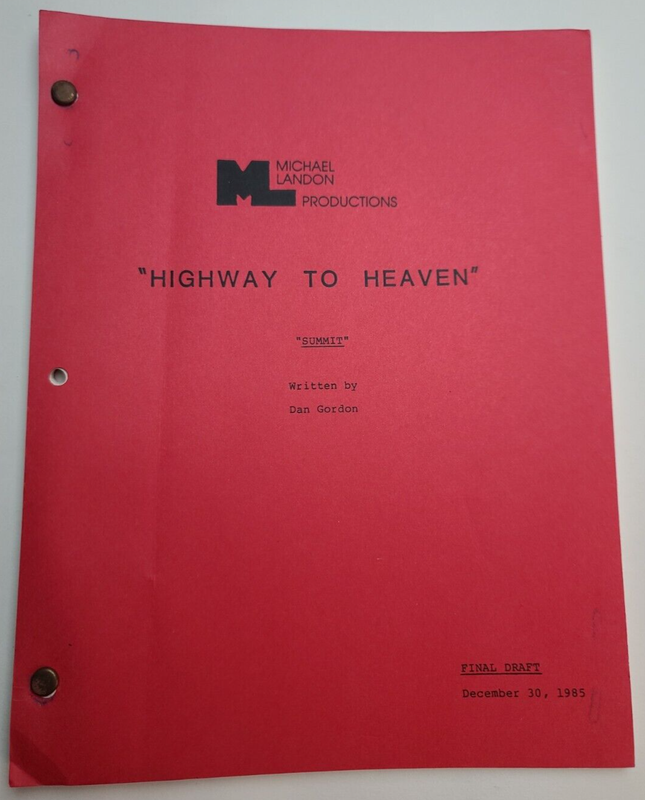 ML
MICHAEL
LANDON
PRODUCTIONS
"HIGHWAY TO HEAVEN"
"SUMMIT"
Written by
Dan Gordon
FINAL DRAFT
December 30, 1985